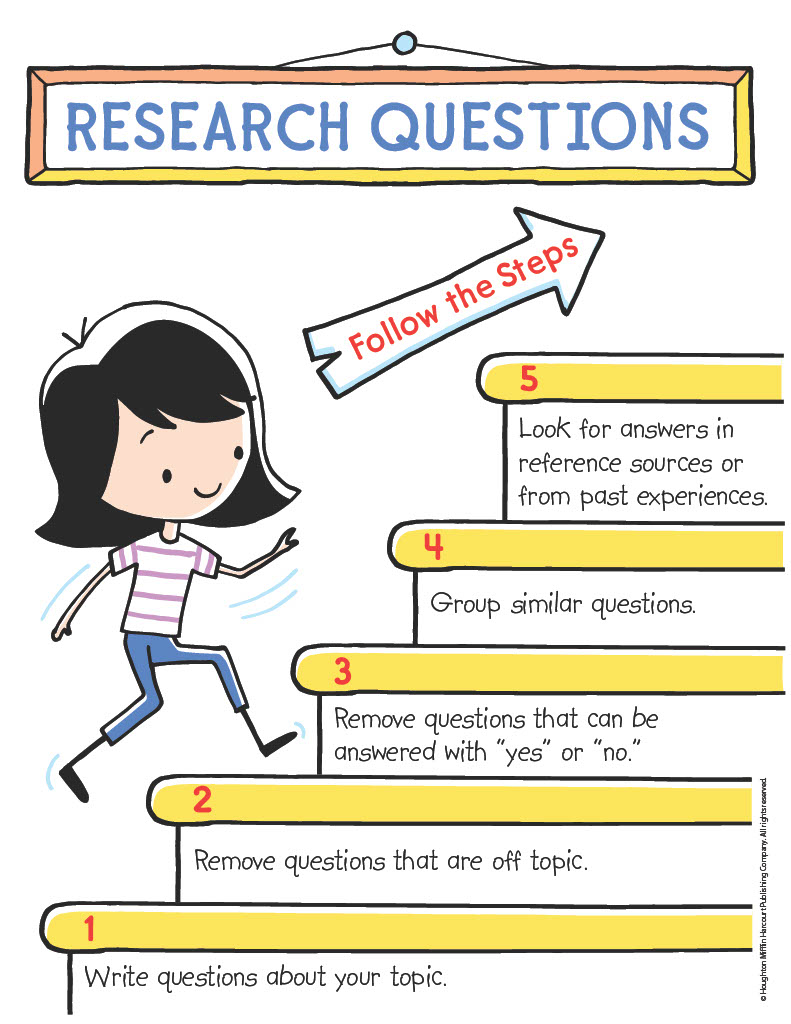 RESEARCH QUESTIONS
Follow the Steps
5
Look for answers in
reference sources or
from past experiences.
4
Group similar questions.
3
Remove questions that can be
answered with “yes” or “no.”
2
Remove questions that are off topic.
1
Write questions about your topic.
© Houghton Mifflin Harcourt Publishing Company. All rights reserved.